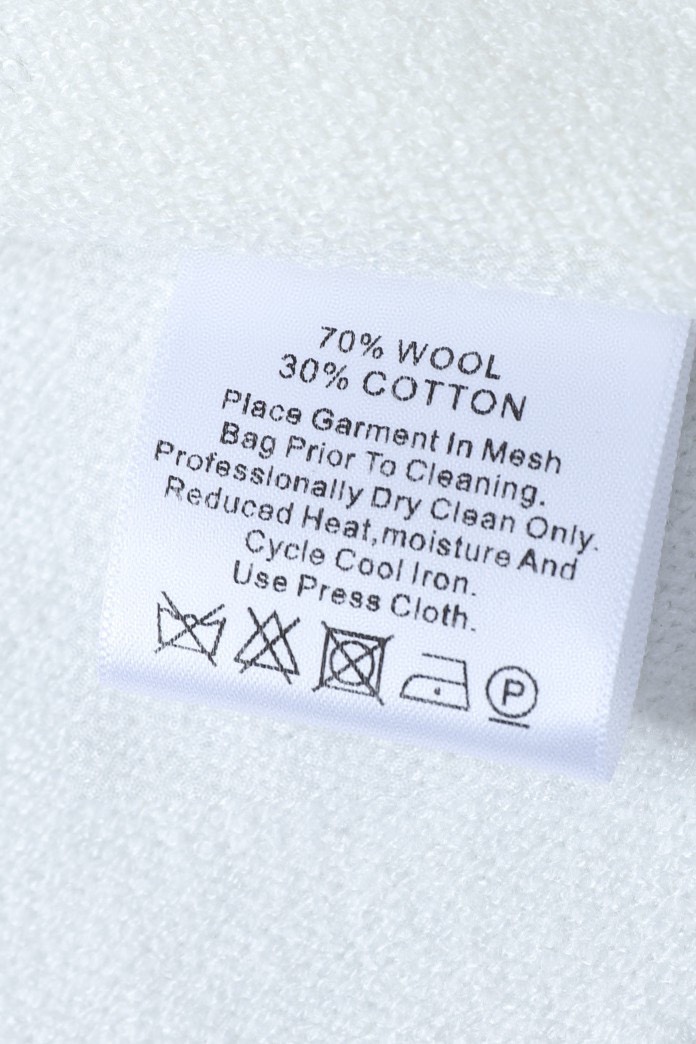 70% WOOL
30% COTTON
Place Garment In Mesh
Bag Prior To Cleaning.
Professionally Dry Clean Only.
Reduced Heat,moisture And
Cycle Cool Iron.
Use Press Cloth.
P